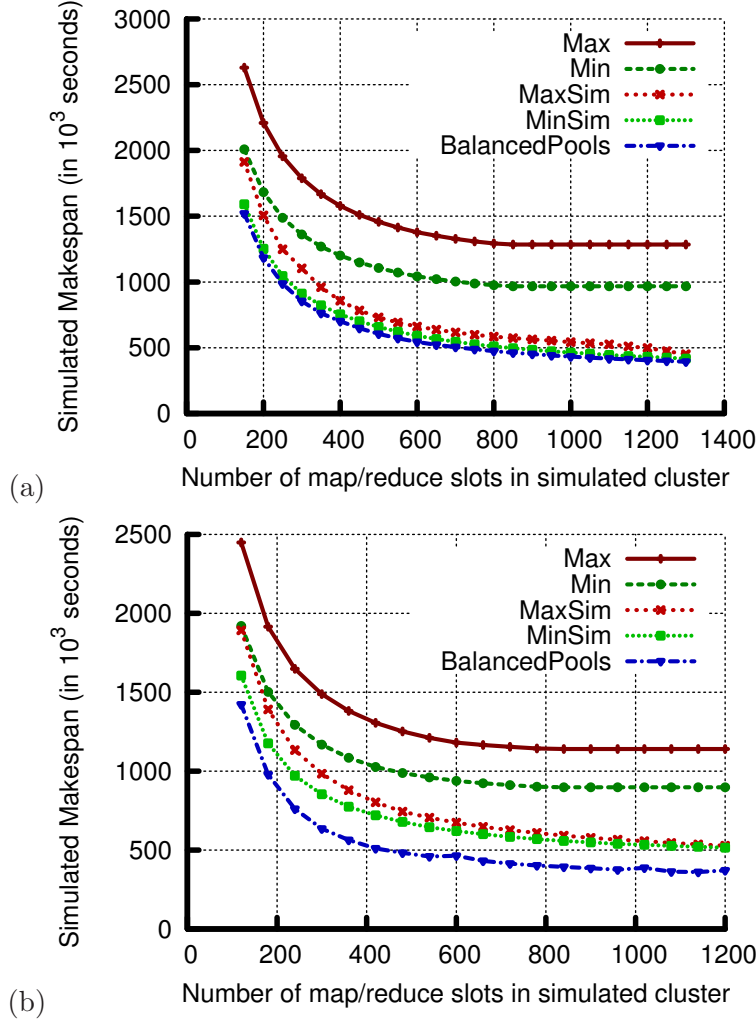 3000
2500
2000
1500
1000
500
0
Simulated Makespan (in 10³ seconds)
Max
Min
MaxSim
MinSim
BalancedPools
0 200 400 600 800 1000 1200 1400
Number of map/reduce slots in simulated cluster
(a)
2500
2000
1500
1000
500
0
Simulated Makespan (in 10³ seconds)
Max
Min
MaxSim
MinSim
BalancedPools
0 200 400 600 800 1000 1200
Number of map/reduce slots in simulated cluster
(b)